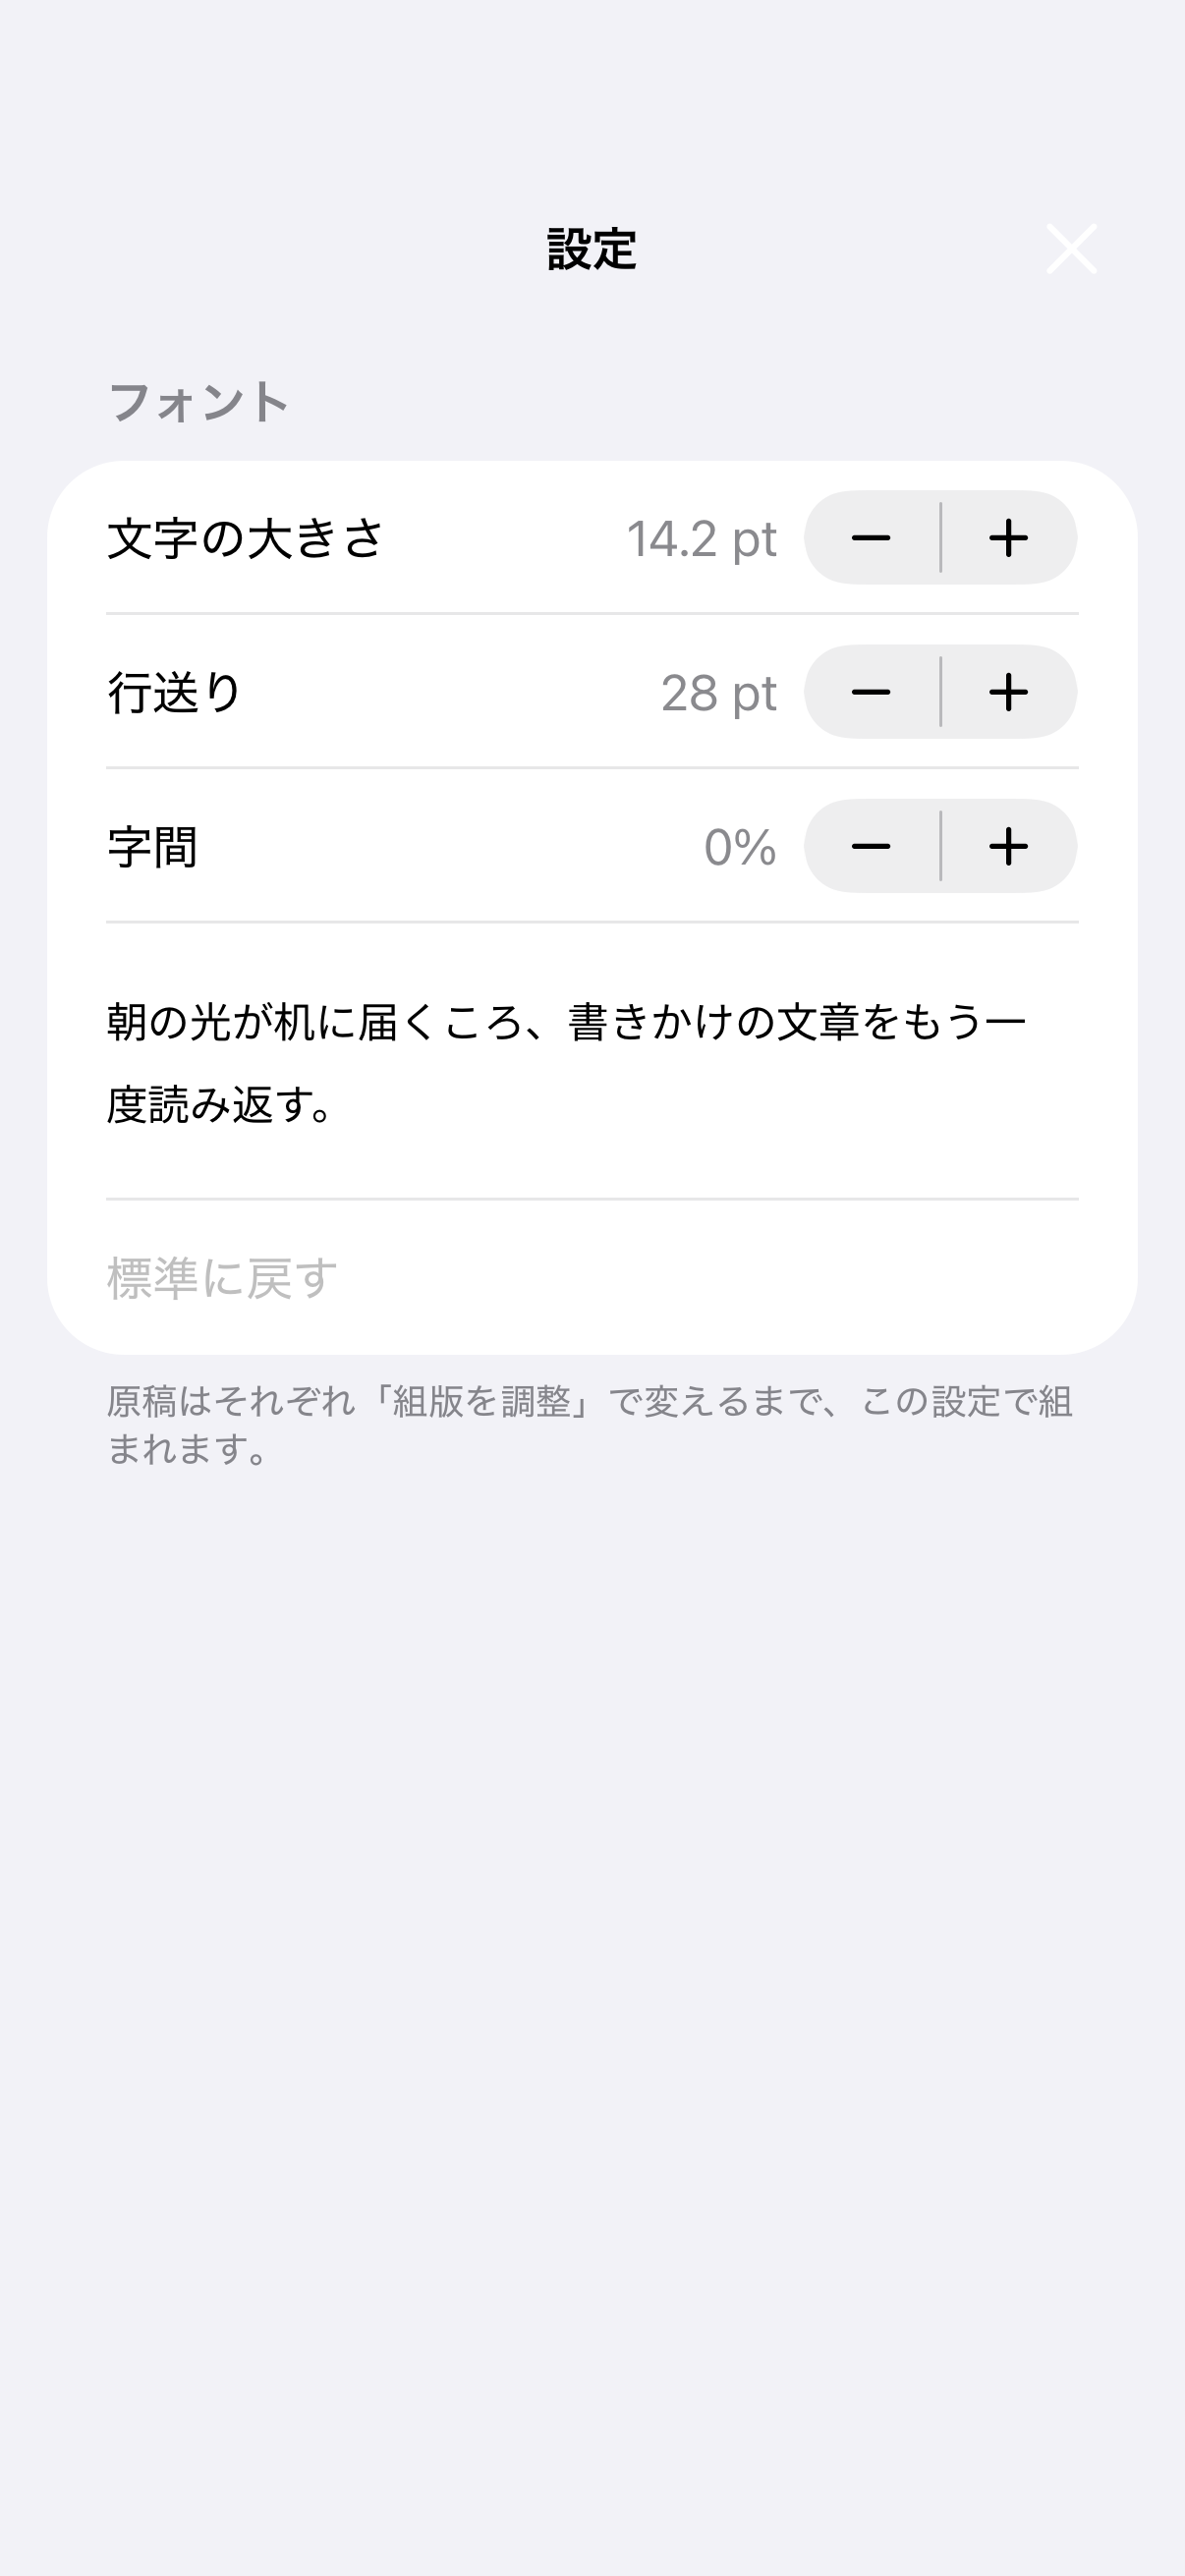 設定
フォント
文字の大きさ 14.2 pt
行送り 28 pt
字間 0%
朝の光が机に届くころ、書きかけの文章をもう一
度読み返す。
標準に戻す
原稿はそれぞれ「組版を調整」で変えるまで、この設定で組
まれます。